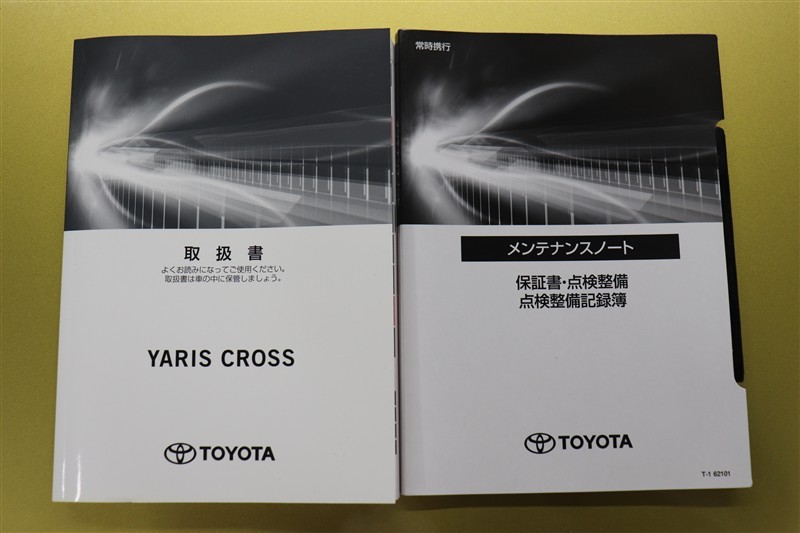 取扱書
よくお読みになってご使用ください。
取扱書は車の中に保管しましょう。
YARIS CROSS
TOYOTA
常時携行
メンテナンスノート
保証書・点検整備
点検整備記録簿
TOYOTA
T-1 62101